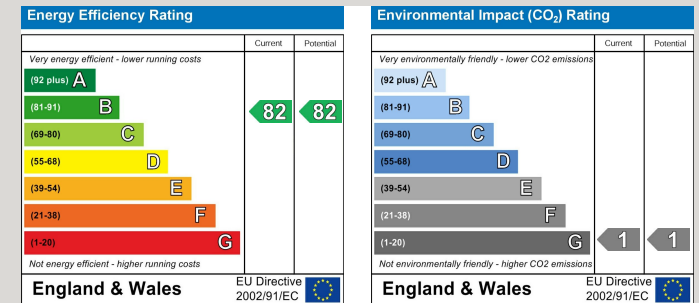 Energy Efficiency Rating
Current Potential
Very energy efficient - lower running costs
(92 plus) A
(81-91) B 82 82
(69-80) C
(55-68) D
(39-54) E
(21-38) F
(1-20) G
Not energy efficient - higher running costs
England & Wales
EU Directive
2002/91/EC
Environmental Impact (CO₂) Rating
Current Potential
Very environmentally friendly - lower CO2 emissions
(92 plus) A
(81-91) B
(69-80) C
(55-68) D
(39-54) E
(21-38) F
(1-20) G 1 1
Not environmentally friendly - higher CO2 emissions
England & Wales
EU Directive
2002/91/EC